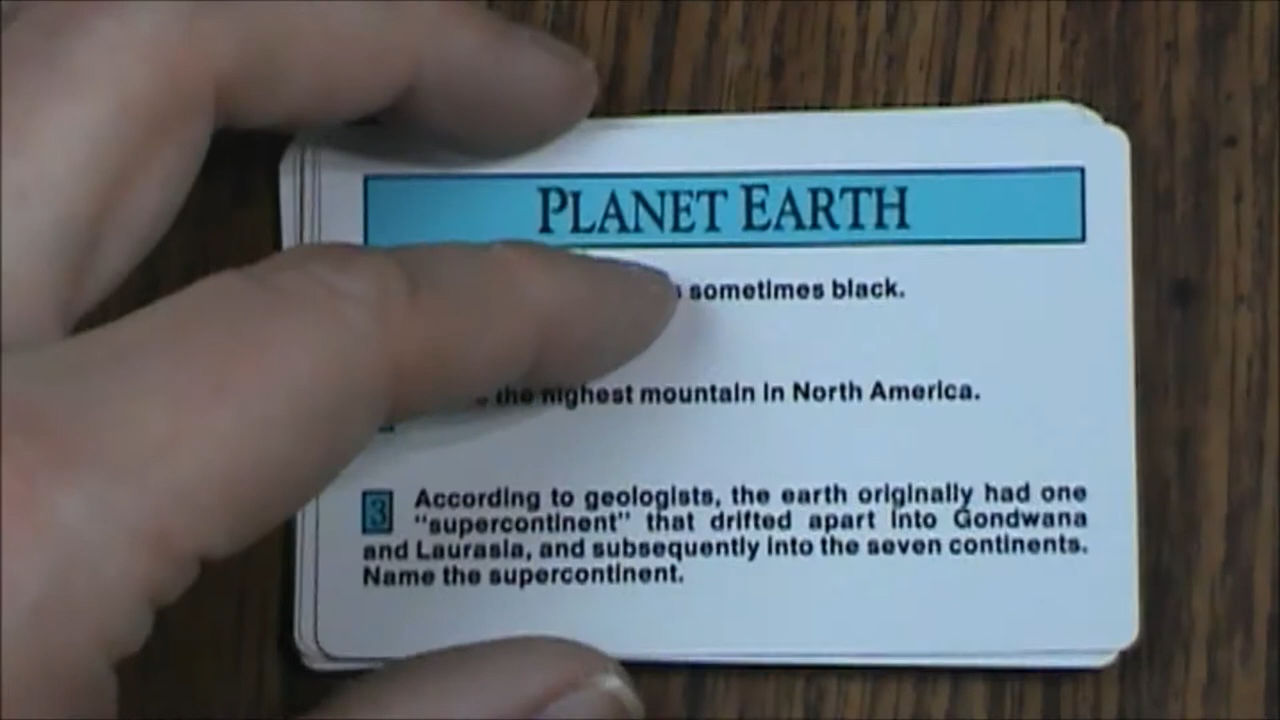 PLANET EARTH
sometimes black.
the highest mountain in North America.
3 According to geologists, the earth originally had one
"supercontinent" that drifted apart into Gondwana
and Laurasia, and subsequently into the seven continents.
Name the supercontinent.